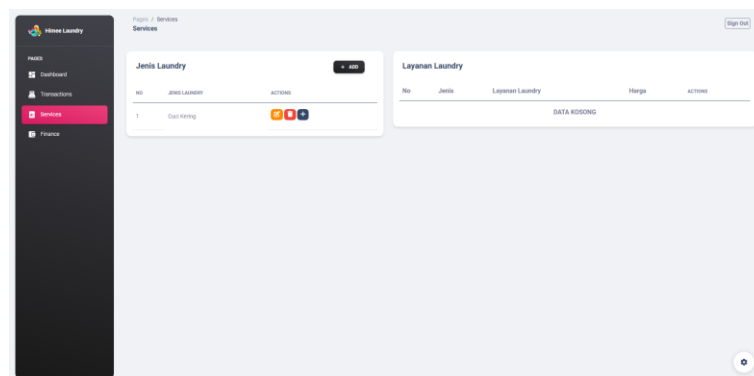 Himes Laundry
PAGES
Dashboard
Transactions
Services
Finance
Pages / Services
Services
Sign Out
Jenis Laundry
+ ADD
NO JENIS LAUNDRY ACTIONS
1 Cuci Kering
Layanan Laundry
No Jenis Layanan Laundry Harga ACTIONS
DATA KOSONG